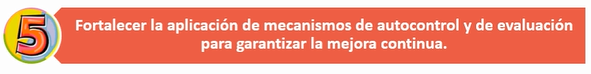 5
Fortalecer la aplicación de mecanismos de autocontrol y de evaluación
para garantizar la mejora continua.